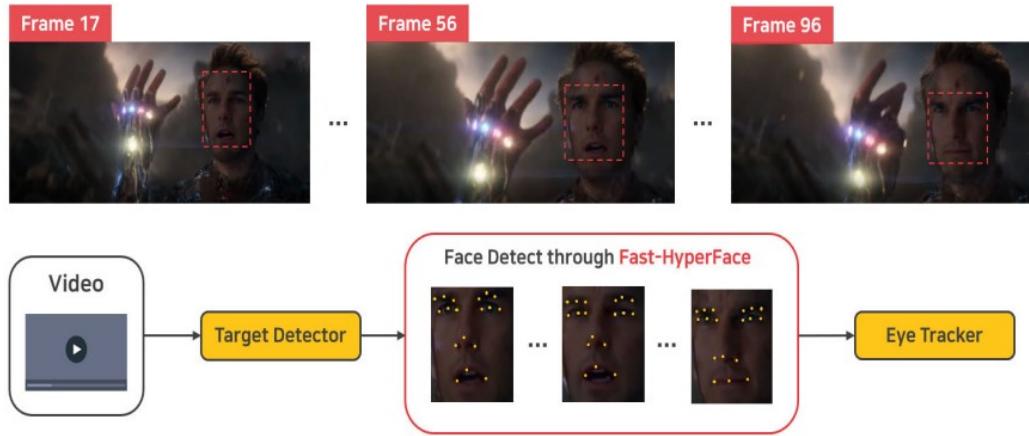 Frame 17
Frame 56
Frame 96
...
...
Video
Target Detector
Face Detect through Fast-HyperFace
...
...
Eye Tracker